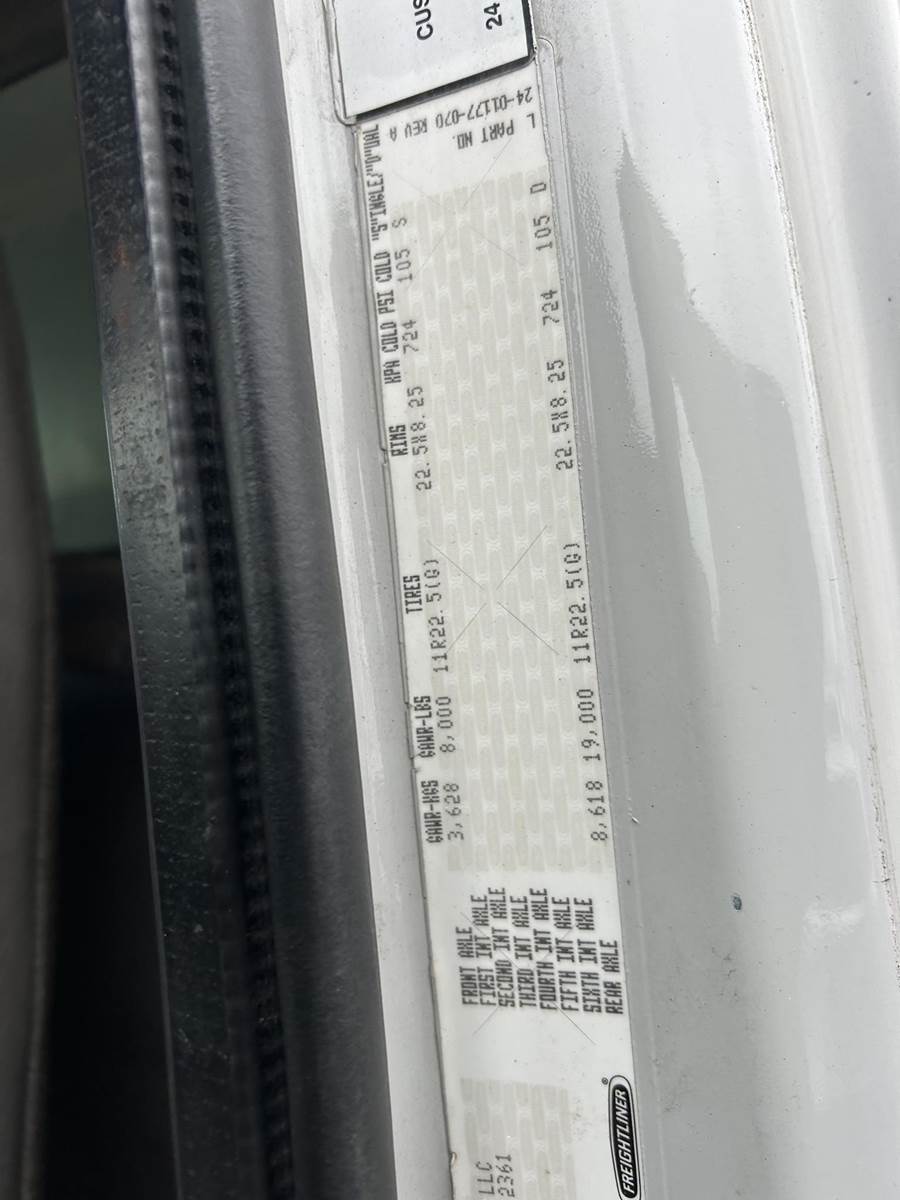 CUS
24
GAWR-KGS GAWR-LBS TIRES RIMS KPA COLD PSI COLD "S"INGLE/"D"UAL
FRONT AXLE 3,628 8,000 11R22.5(G) 22.5X8.25 724 105 S
FIRST INT AXLE
SECOND INT AXLE
THIRD INT AXLE
FOURTH INT AXLE
FIFTH INT AXLE
SIXTH INT AXLE
REAR AXLE 8,618 19,000 11R22.5(G) 22.5X8.25 724 105 D
LLC
2361
FREIGHTLINER®
24-01177-070 REV A
PART NO.
L